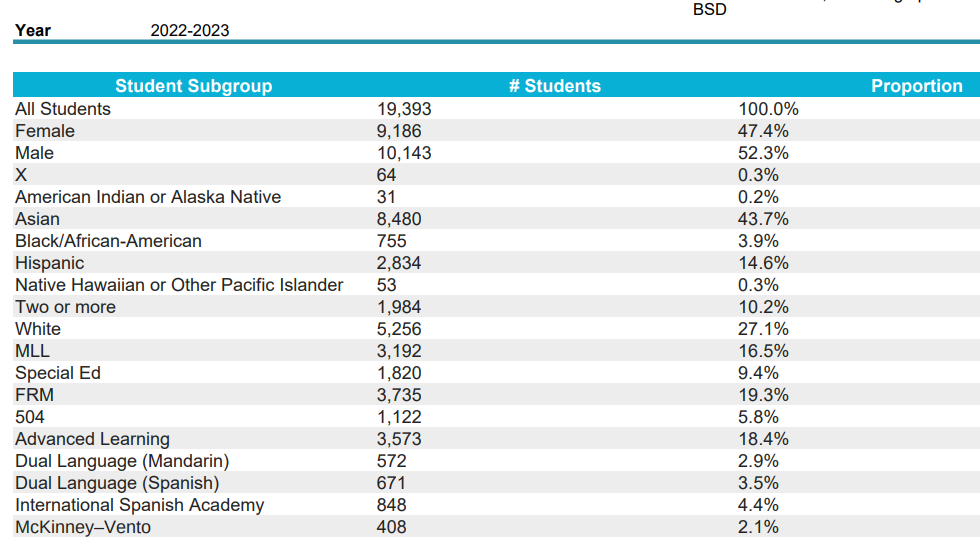 BSD
Year 2022-2023
Student Subgroup # Students Proportion
All Students 19,393 100.0%
Female 9,186 47.4%
Male 10,143 52.3%
X 64 0.3%
American Indian or Alaska Native 31 0.2%
Asian 8,480 43.7%
Black/African-American 755 3.9%
Hispanic 2,834 14.6%
Native Hawaiian or Other Pacific Islander 53 0.3%
Two or more 1,984 10.2%
White 5,256 27.1%
MLL 3,192 16.5%
Special Ed 1,820 9.4%
FRM 3,735 19.3%
504 1,122 5.8%
Advanced Learning 3,573 18.4%
Dual Language (Mandarin) 572 2.9%
Dual Language (Spanish) 671 3.5%
International Spanish Academy 848 4.4%
McKinney–Vento 408 2.1%